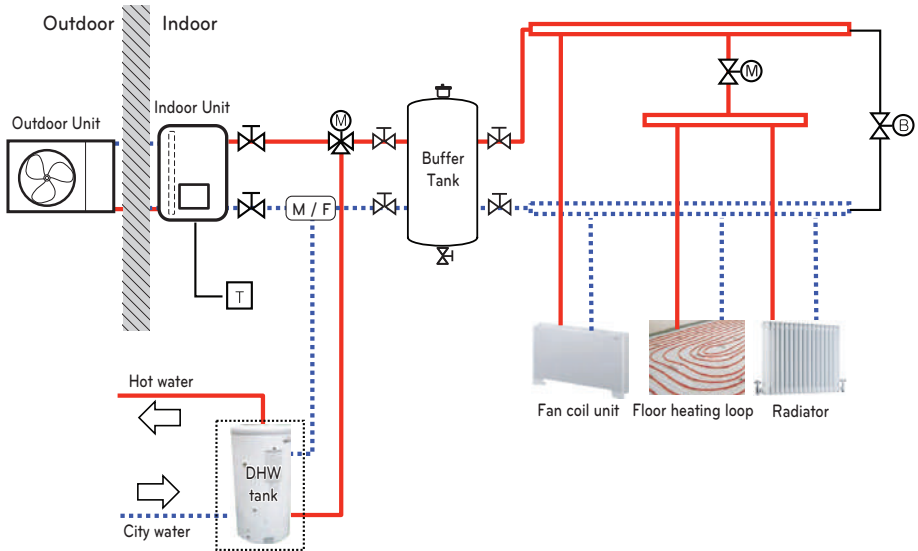 Outdoor
Indoor
Outdoor Unit
Indoor Unit
M
M
B
Buffer
Tank
M / F
T
Hot water
Fan coil unit
Floor heating loop
Radiator
DHW
tank
City water